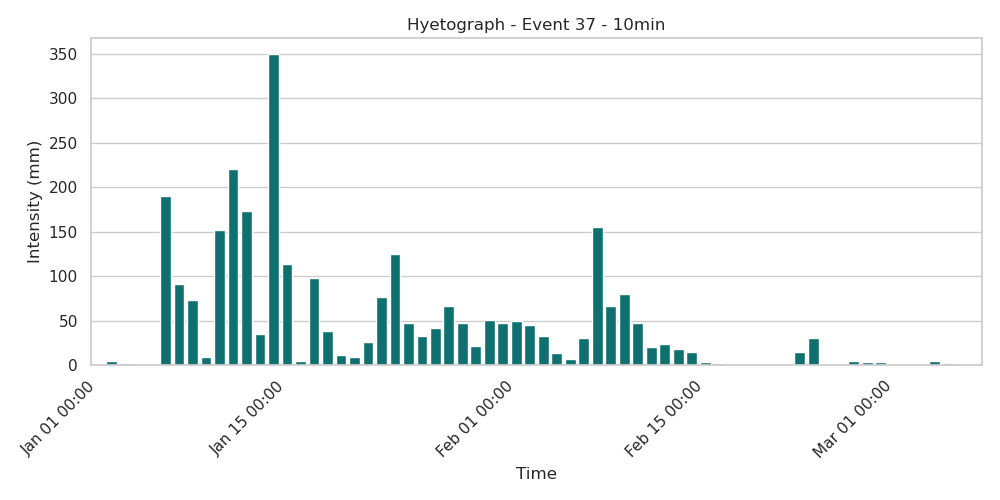 Hyetograph - Event 37 - 10min
Intensity (mm)
350
300
250
200
150
100
50
0
Jan 01 00:00
Jan 15 00:00
Feb 01 00:00
Feb 15 00:00
Mar 01 00:00
Time